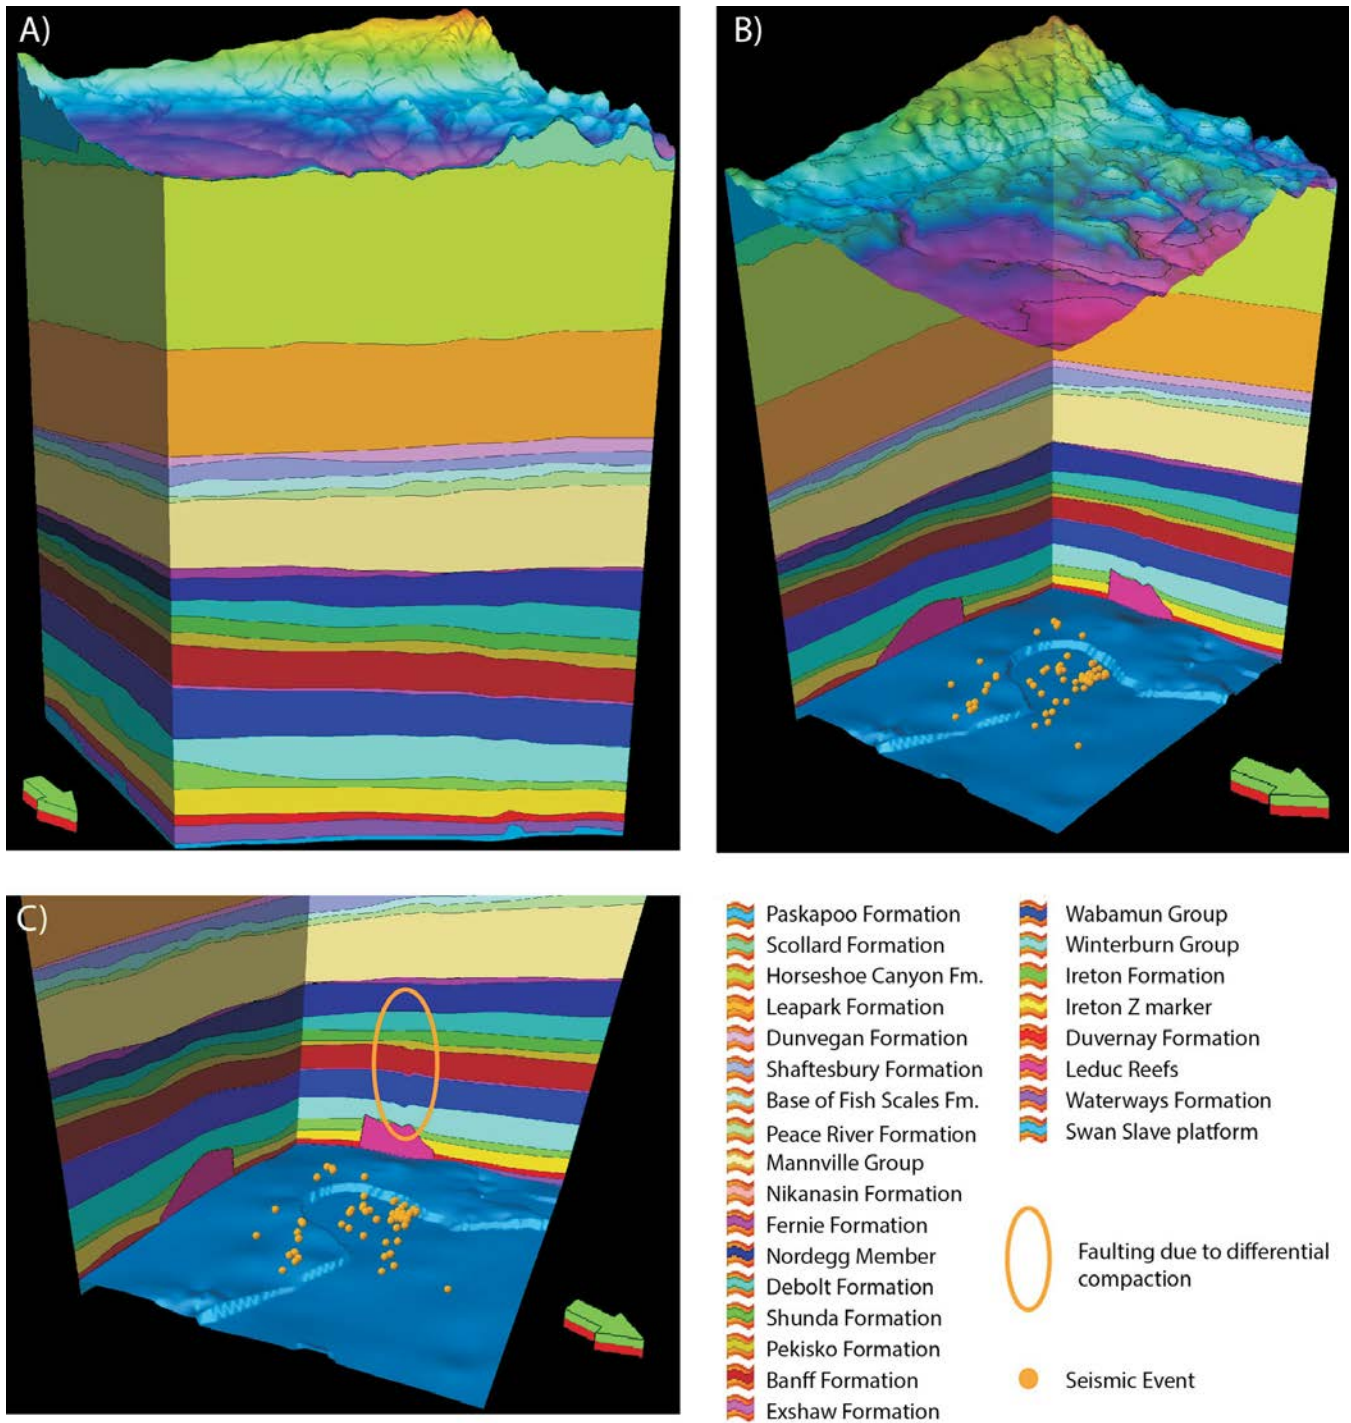 A)
B)
C)
Paskapoo Formation
Scollard Formation
Horseshoe Canyon Fm.
Leapark Formation
Dunvegan Formation
Shaftesbury Formation
Base of Fish Scales Fm.
Peace River Formation
Mannville Group
Nikanasin Formation
Fernie Formation
Nordegg Member
Debolt Formation
Shunda Formation
Pekisko Formation
Banff Formation
Exshaw Formation
Wabamun Group
Winterburn Group
Ireton Formation
Ireton Z marker
Duvernay Formation
Leduc Reefs
Waterways Formation
Swan Slave platform
Faulting due to differential
compaction
Seismic Event